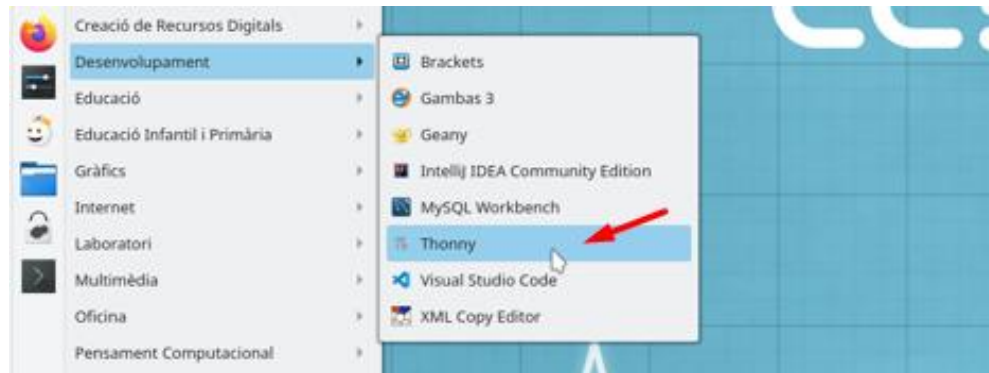 Creació de Recursos Digitals
Desenvolupament
Educació
Educació Infantil i Primària
Gràfics
Internet
Laboratori
Multimèdia
Oficina
Pensament Computacional
Brackets
Gambas 3
Geany
IntelliJ IDEA Community Edition
MySQL Workbench
Thonny
Visual Studio Code
XML Copy Editor